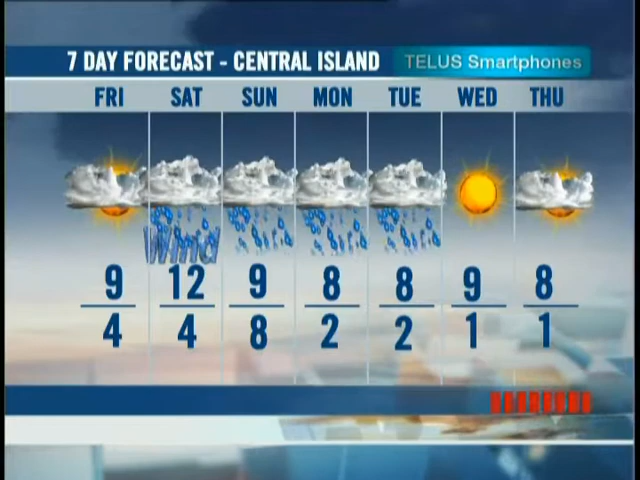 7 DAY FORECAST - CENTRAL ISLAND TELUS Smartphones
FRI SAT SUN MON TUE WED THU
Wind
9 12 9 8 8 9 8
4 4 8 2 2 1 1